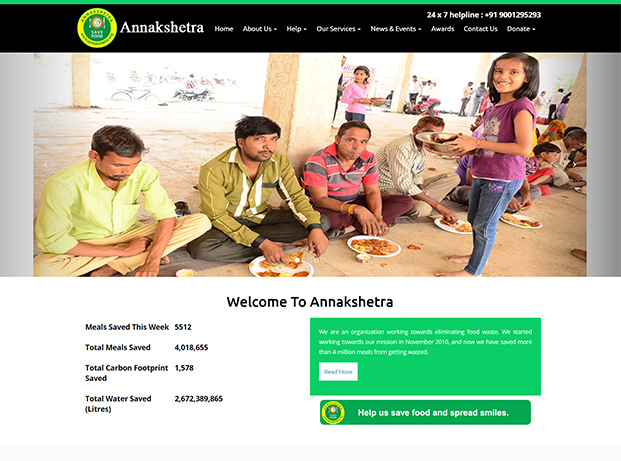 24 x 7 helpline : +91 9001295293
ANNAKSHETRA
SAVE
FOOD
Annakshetra
Home About Us Help Our Services News & Events Awards Contact Us Donate
Welcome To Annakshetra
Meals Saved This Week 5512
Total Meals Saved 4,018,655
Total Carbon Footprint 1,578
Saved
Total Water Saved 2,672,389,865
(Litres)
We are an organization working towards eliminating food waste. We started
working towards our mission in November 2010, and now we have saved more
than 4 million meals from getting wasted.
Read More
Help us save food and spread smiles.